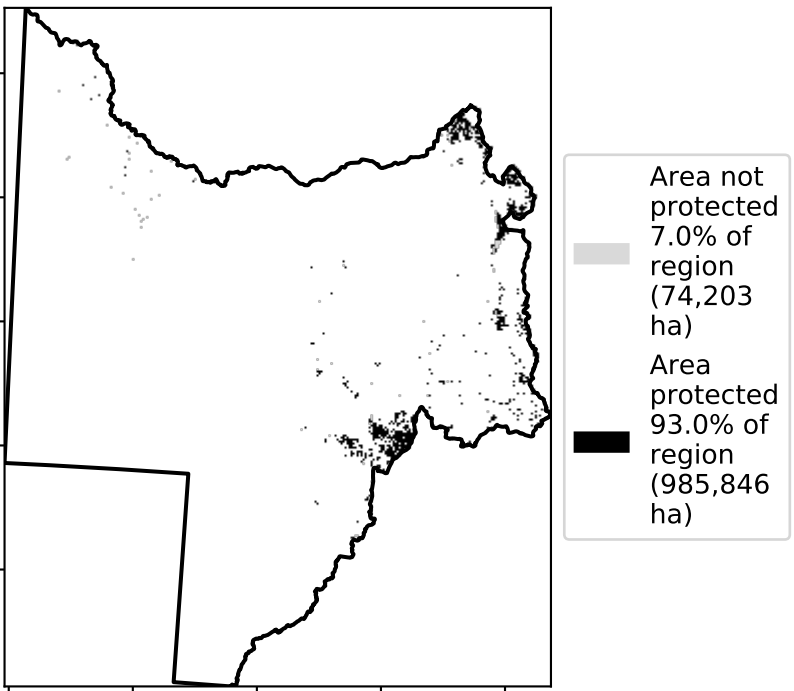 Area not
protected
7.0% of
region
(74,203
ha)
Area
protected
93.0% of
region
(985,846
ha)